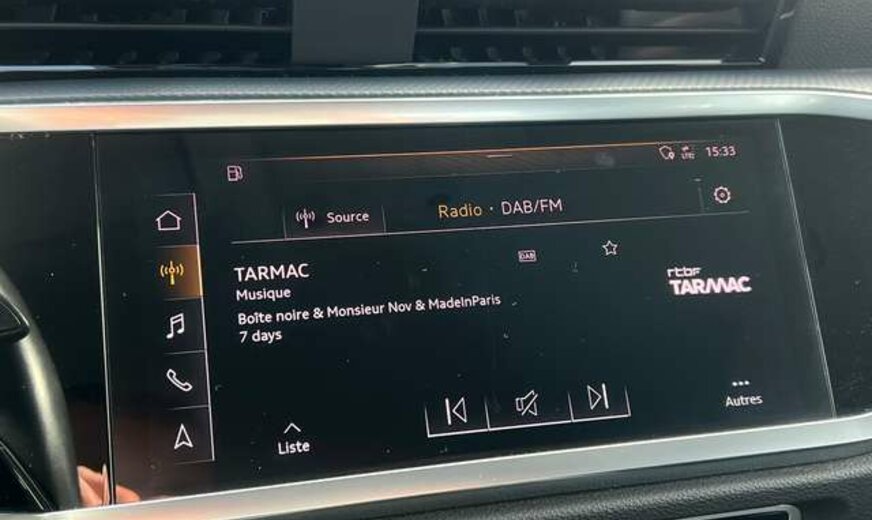 LTE 15:33
Source
Radio · DAB/FM
TARMAC
DAB
Musique
Boîte noire & Monsieur Nov & MadeInParis
7 days
rtbf
TARMAC
Liste
Autres